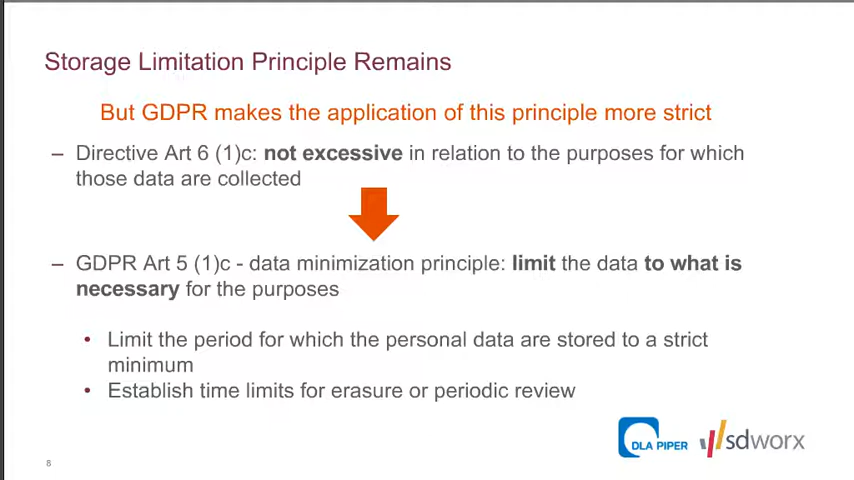 Storage Limitation Principle Remains
But GDPR makes the application of this principle more strict
– Directive Art 6 (1)c: not excessive in relation to the purposes for which
those data are collected
– GDPR Art 5 (1)c - data minimization principle: limit the data to what is
necessary for the purposes
• Limit the period for which the personal data are stored to a strict
minimum
• Establish time limits for erasure or periodic review
DLA PIPER
sdworx
8